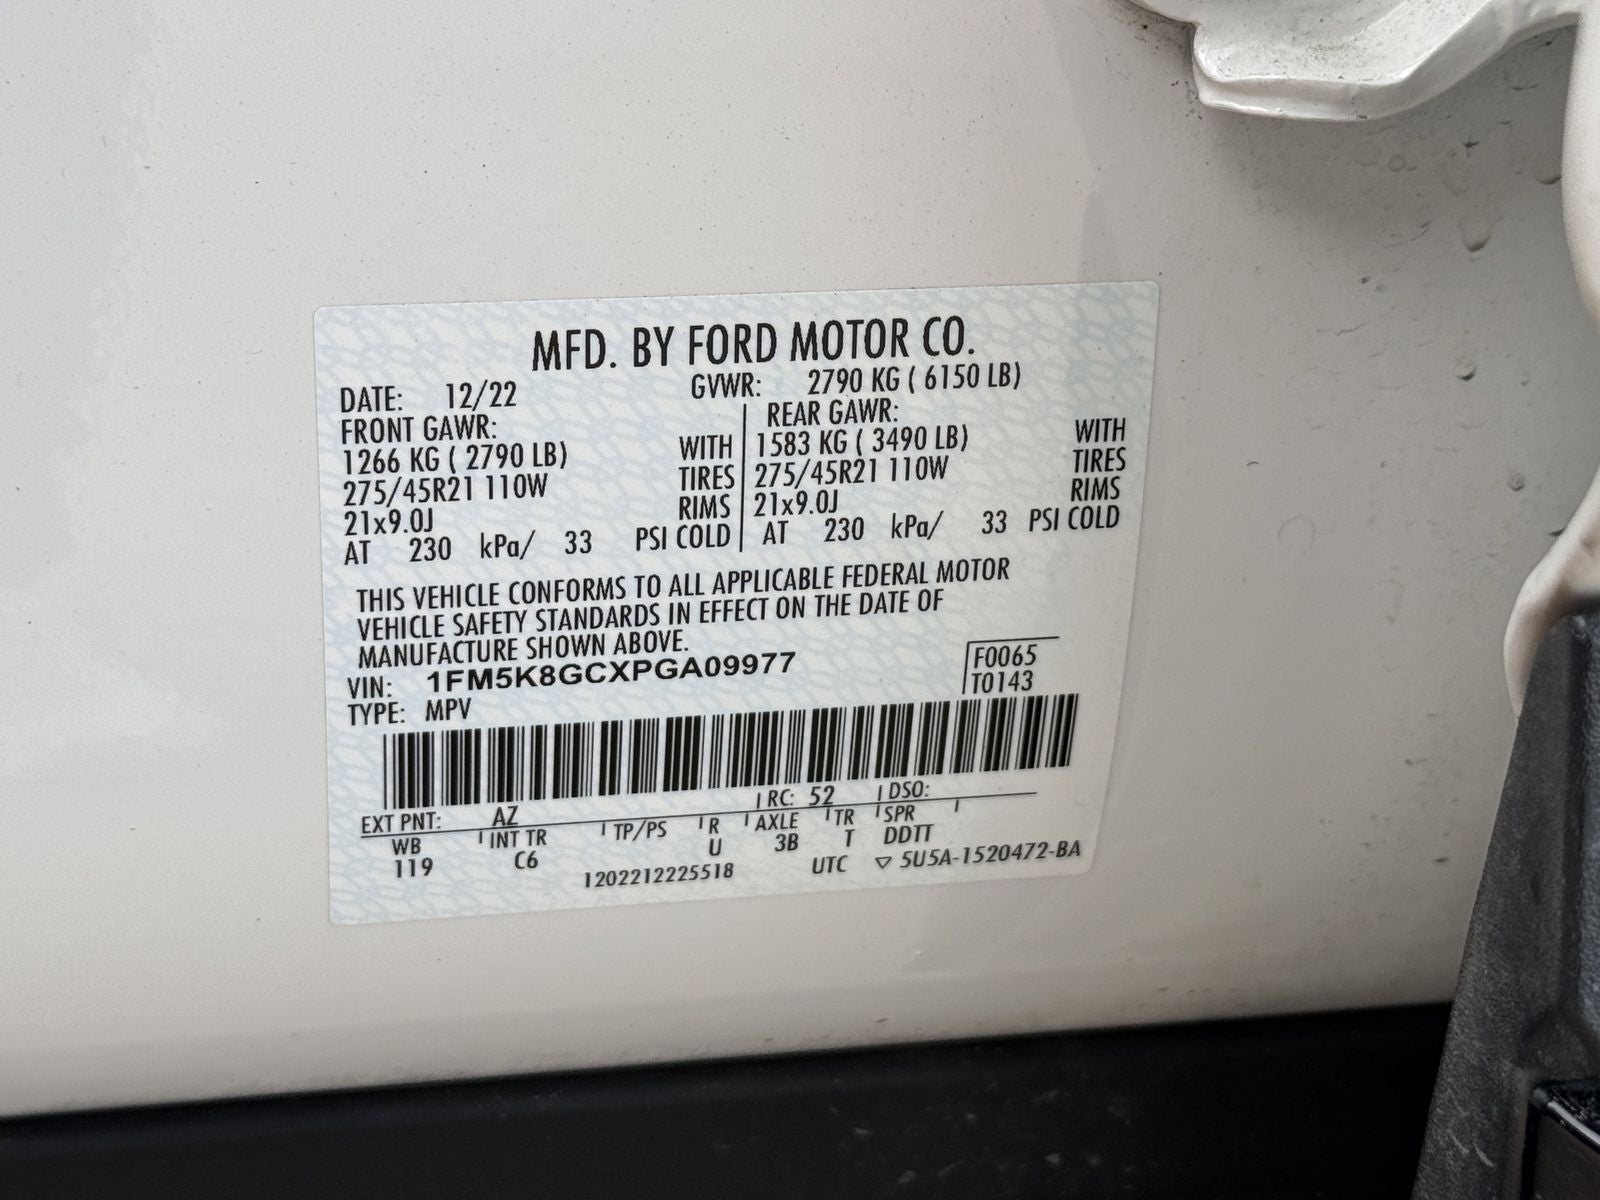 MFD. BY FORD MOTOR CO.
DATE: 12/22 GVWR: 2790 KG ( 6150 LB)
FRONT GAWR: REAR GAWR:
1266 KG ( 2790 LB) WITH 1583 KG ( 3490 LB) WITH
275/45R21 110W TIRES 275/45R21 110W TIRES
21x9.0J RIMS 21x9.0J RIMS
AT 230 kPa/ 33 PSI COLD AT 230 kPa/ 33 PSI COLD
THIS VEHICLE CONFORMS TO ALL APPLICABLE FEDERAL MOTOR
VEHICLE SAFETY STANDARDS IN EFFECT ON THE DATE OF
MANUFACTURE SHOWN ABOVE.
VIN: 1FM5K8GCXPGA09977 F0065
TYPE: MPV T0143
EXT PNT: AZ RC: 52 DSO:
WB INT TR TP/PS R AXLE TR SPR
119 C6 U 3B T DDTT
1202212225518 UTC ▽ 5U5A-1520472-BA